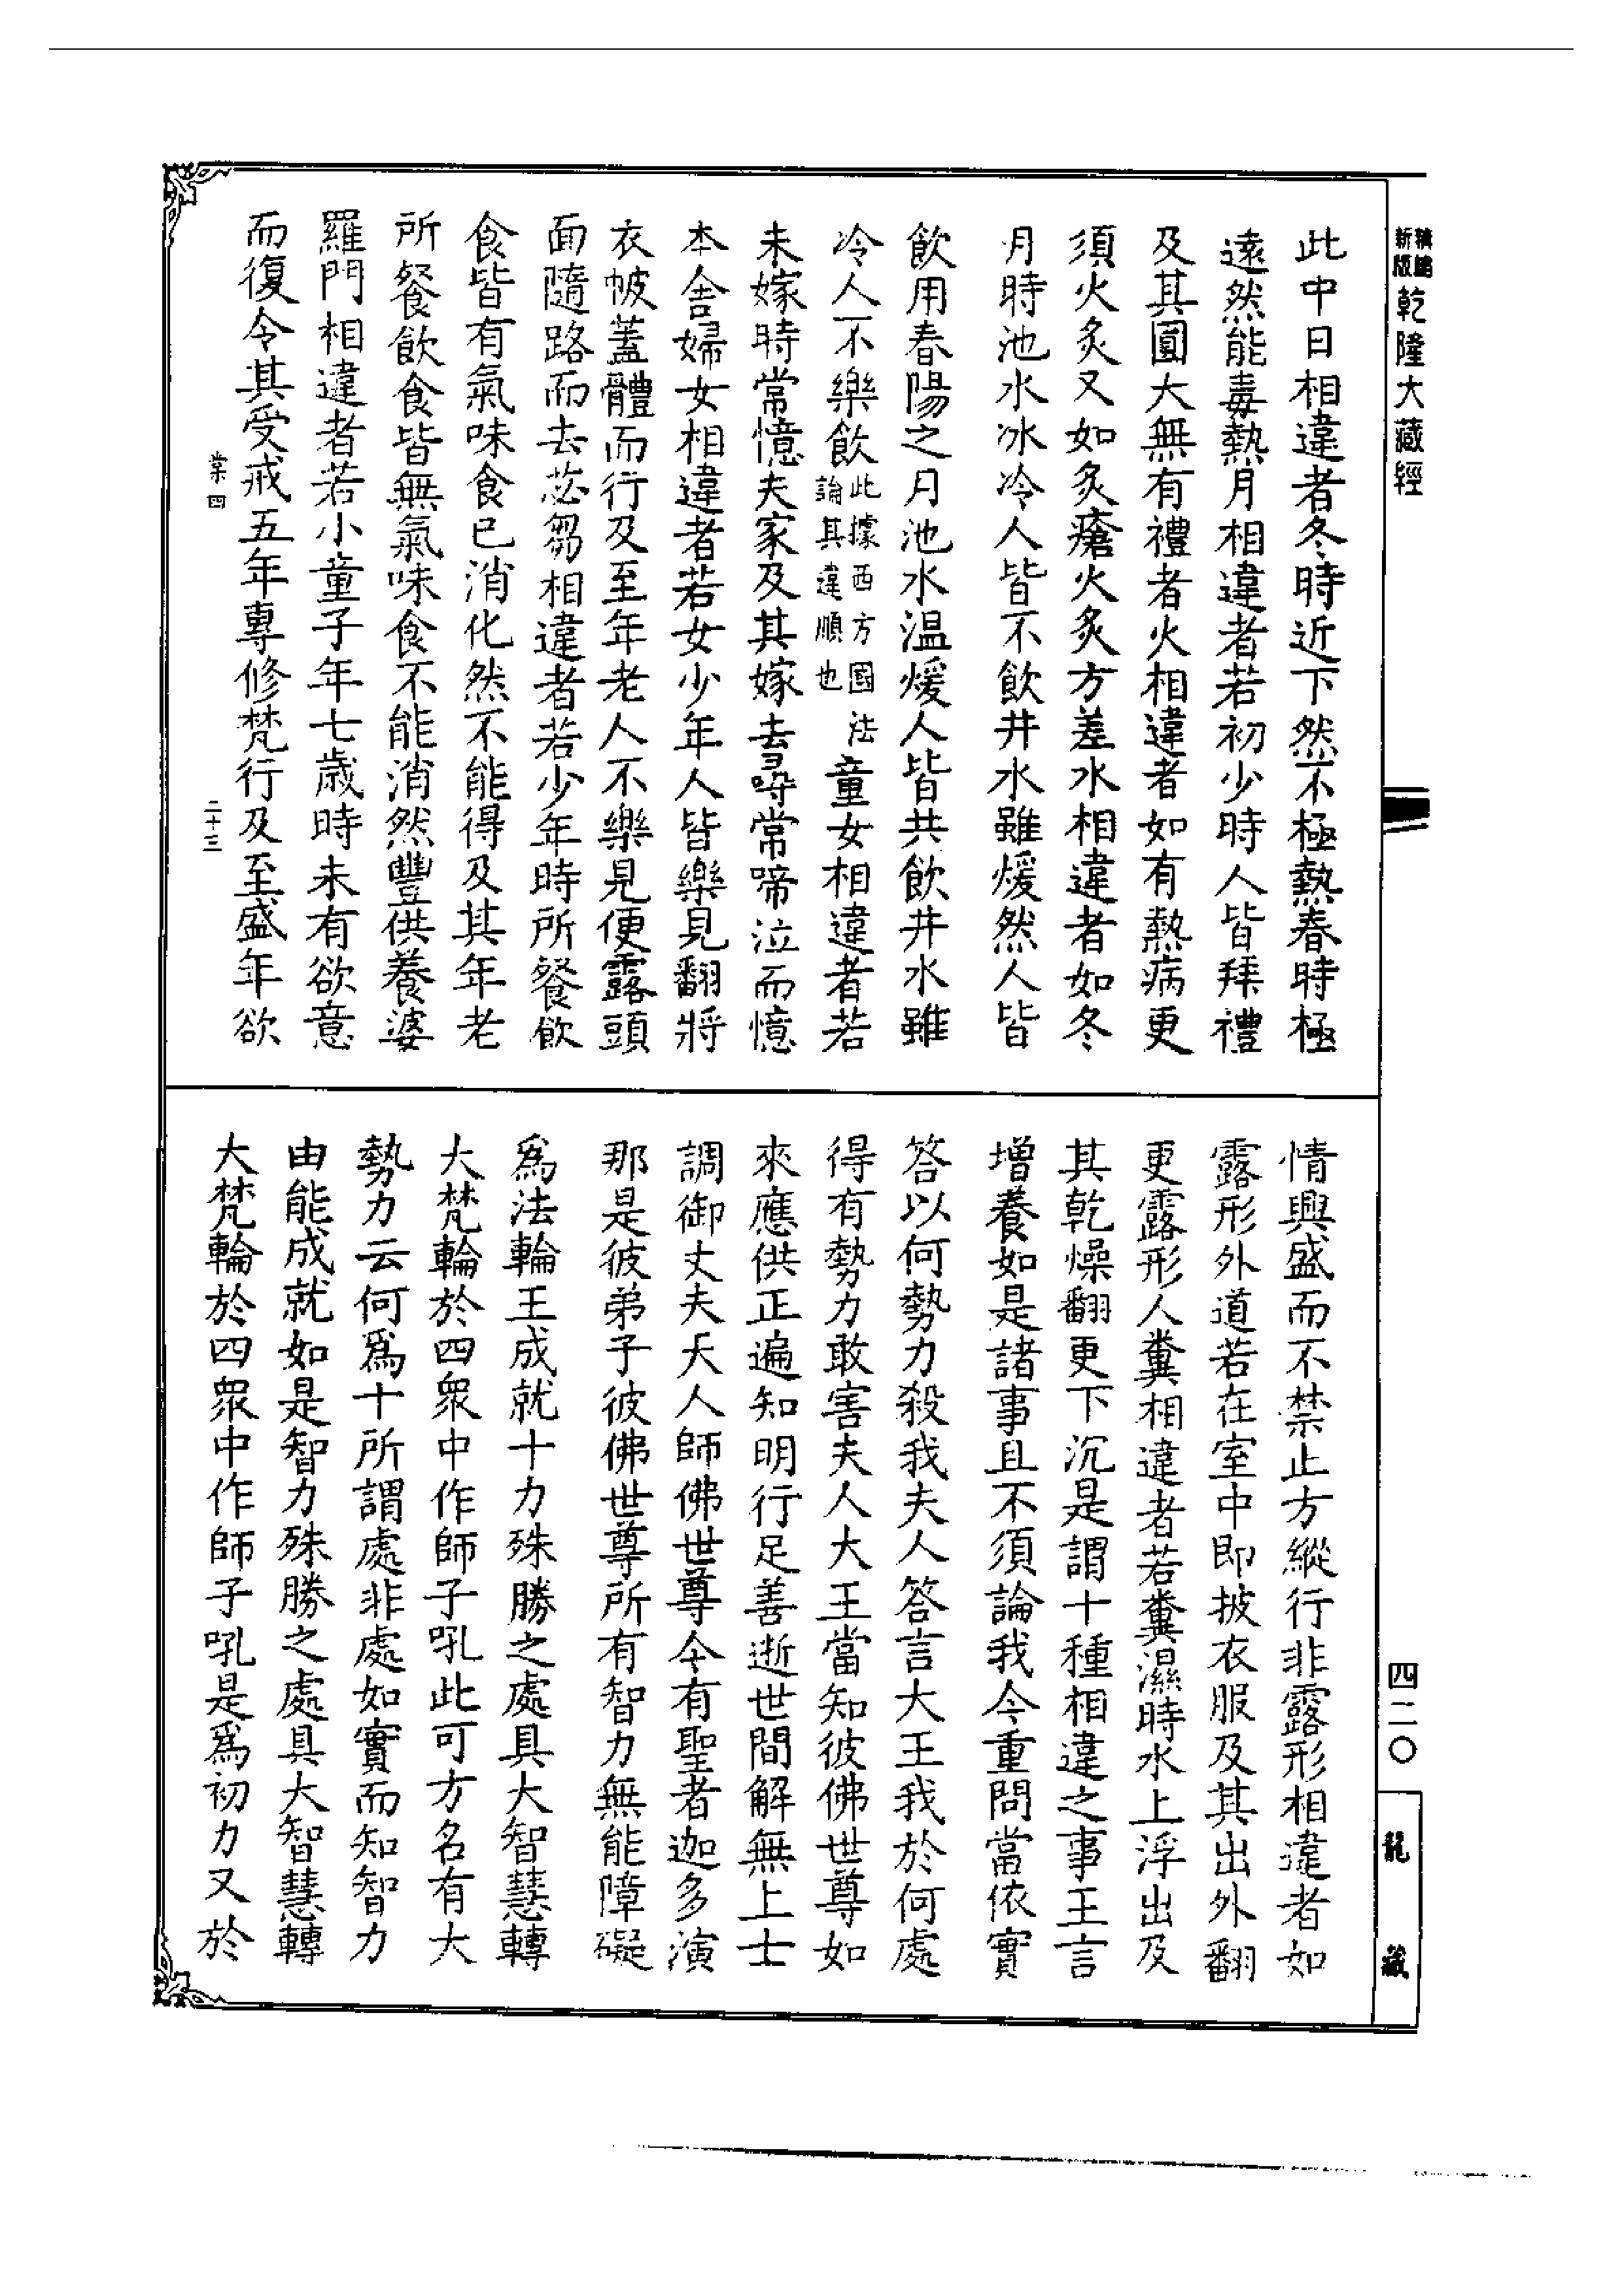 新版
乾隆大藏經
四二〇
龍藏
此中日相違者冬時近下然不極熱春時極
遠然能毒熱月相違者若初少時人皆拜禮
及其圓大無有禮者火相違者如有熱病更
須火炙又如炙瘡火炙方差水相違者如冬
月時池水冰冷人皆不飲井水雖煖然人皆
飲用春陽之月池水温煖人皆共飲井水雖
冷人不樂飲此據西方國法論其違順也童女相違者若
未嫁時常憶夫家及其嫁去尋常啼泣而憶
本舍婦女相違者若女少年人皆樂見翻將
衣帔蓋體而行及至年老人不樂見便露頭
面隨路而去苾芻相違者若少年時所餐飲
食皆有氣味食已消化然不能得及其年老
所餐飲食皆無氣味食不能消然豐供養婆
羅門相違者若小童子年七歲時未有欲意
而復令其受戒五年專修梵行及至盛年欲
棠四
二十三
情興盛而不禁止方縱行非露形相違者如
露形外道若在室中即披衣服及其出外翻
更露形人糞相違者若糞濕時水上浮出及
其乾燥翻更下沉是謂十種相違之事王言
增養如是諸事且不須論我今重問當依實
答以何勢力殺我夫人答言大王我於何處
得有勢力敢害夫人大王當知彼佛世尊如
來應供正遍知明行足善逝世間解無上士
調御丈夫天人師佛世尊今有聖者迦多演
那是彼弟子彼佛世尊所有智力無能障礙
為法輪王成就十力殊勝之處具大智慧轉
大梵輪於四眾中作師子吼此可方名有大
勢力云何為十所謂處非處如實而知智力
由能成就如是智力殊勝之處具大智慧轉
大梵輪於四眾中作師子吼是為初力又於